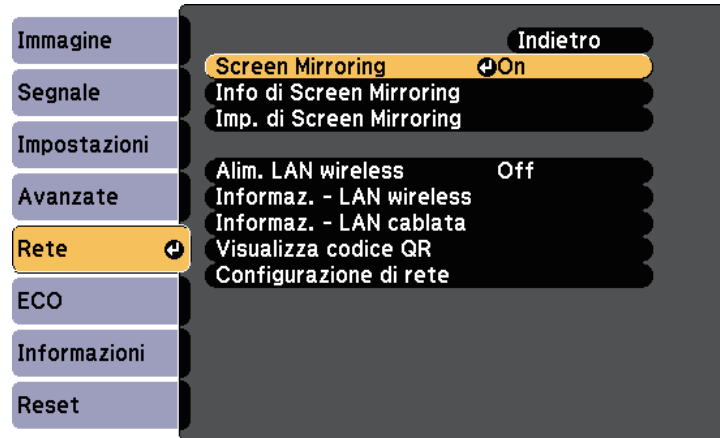 Immagine
Segnale
Impostazioni
Avanzate
Rete
ECO
Informazioni
Reset
Indietro
Screen Mirroring On
Info di Screen Mirroring
Imp. di Screen Mirroring
Alim. LAN wireless Off
Informaz. - LAN wireless
Informaz. - LAN cablata
Visualizza codice QR
Configurazione di rete